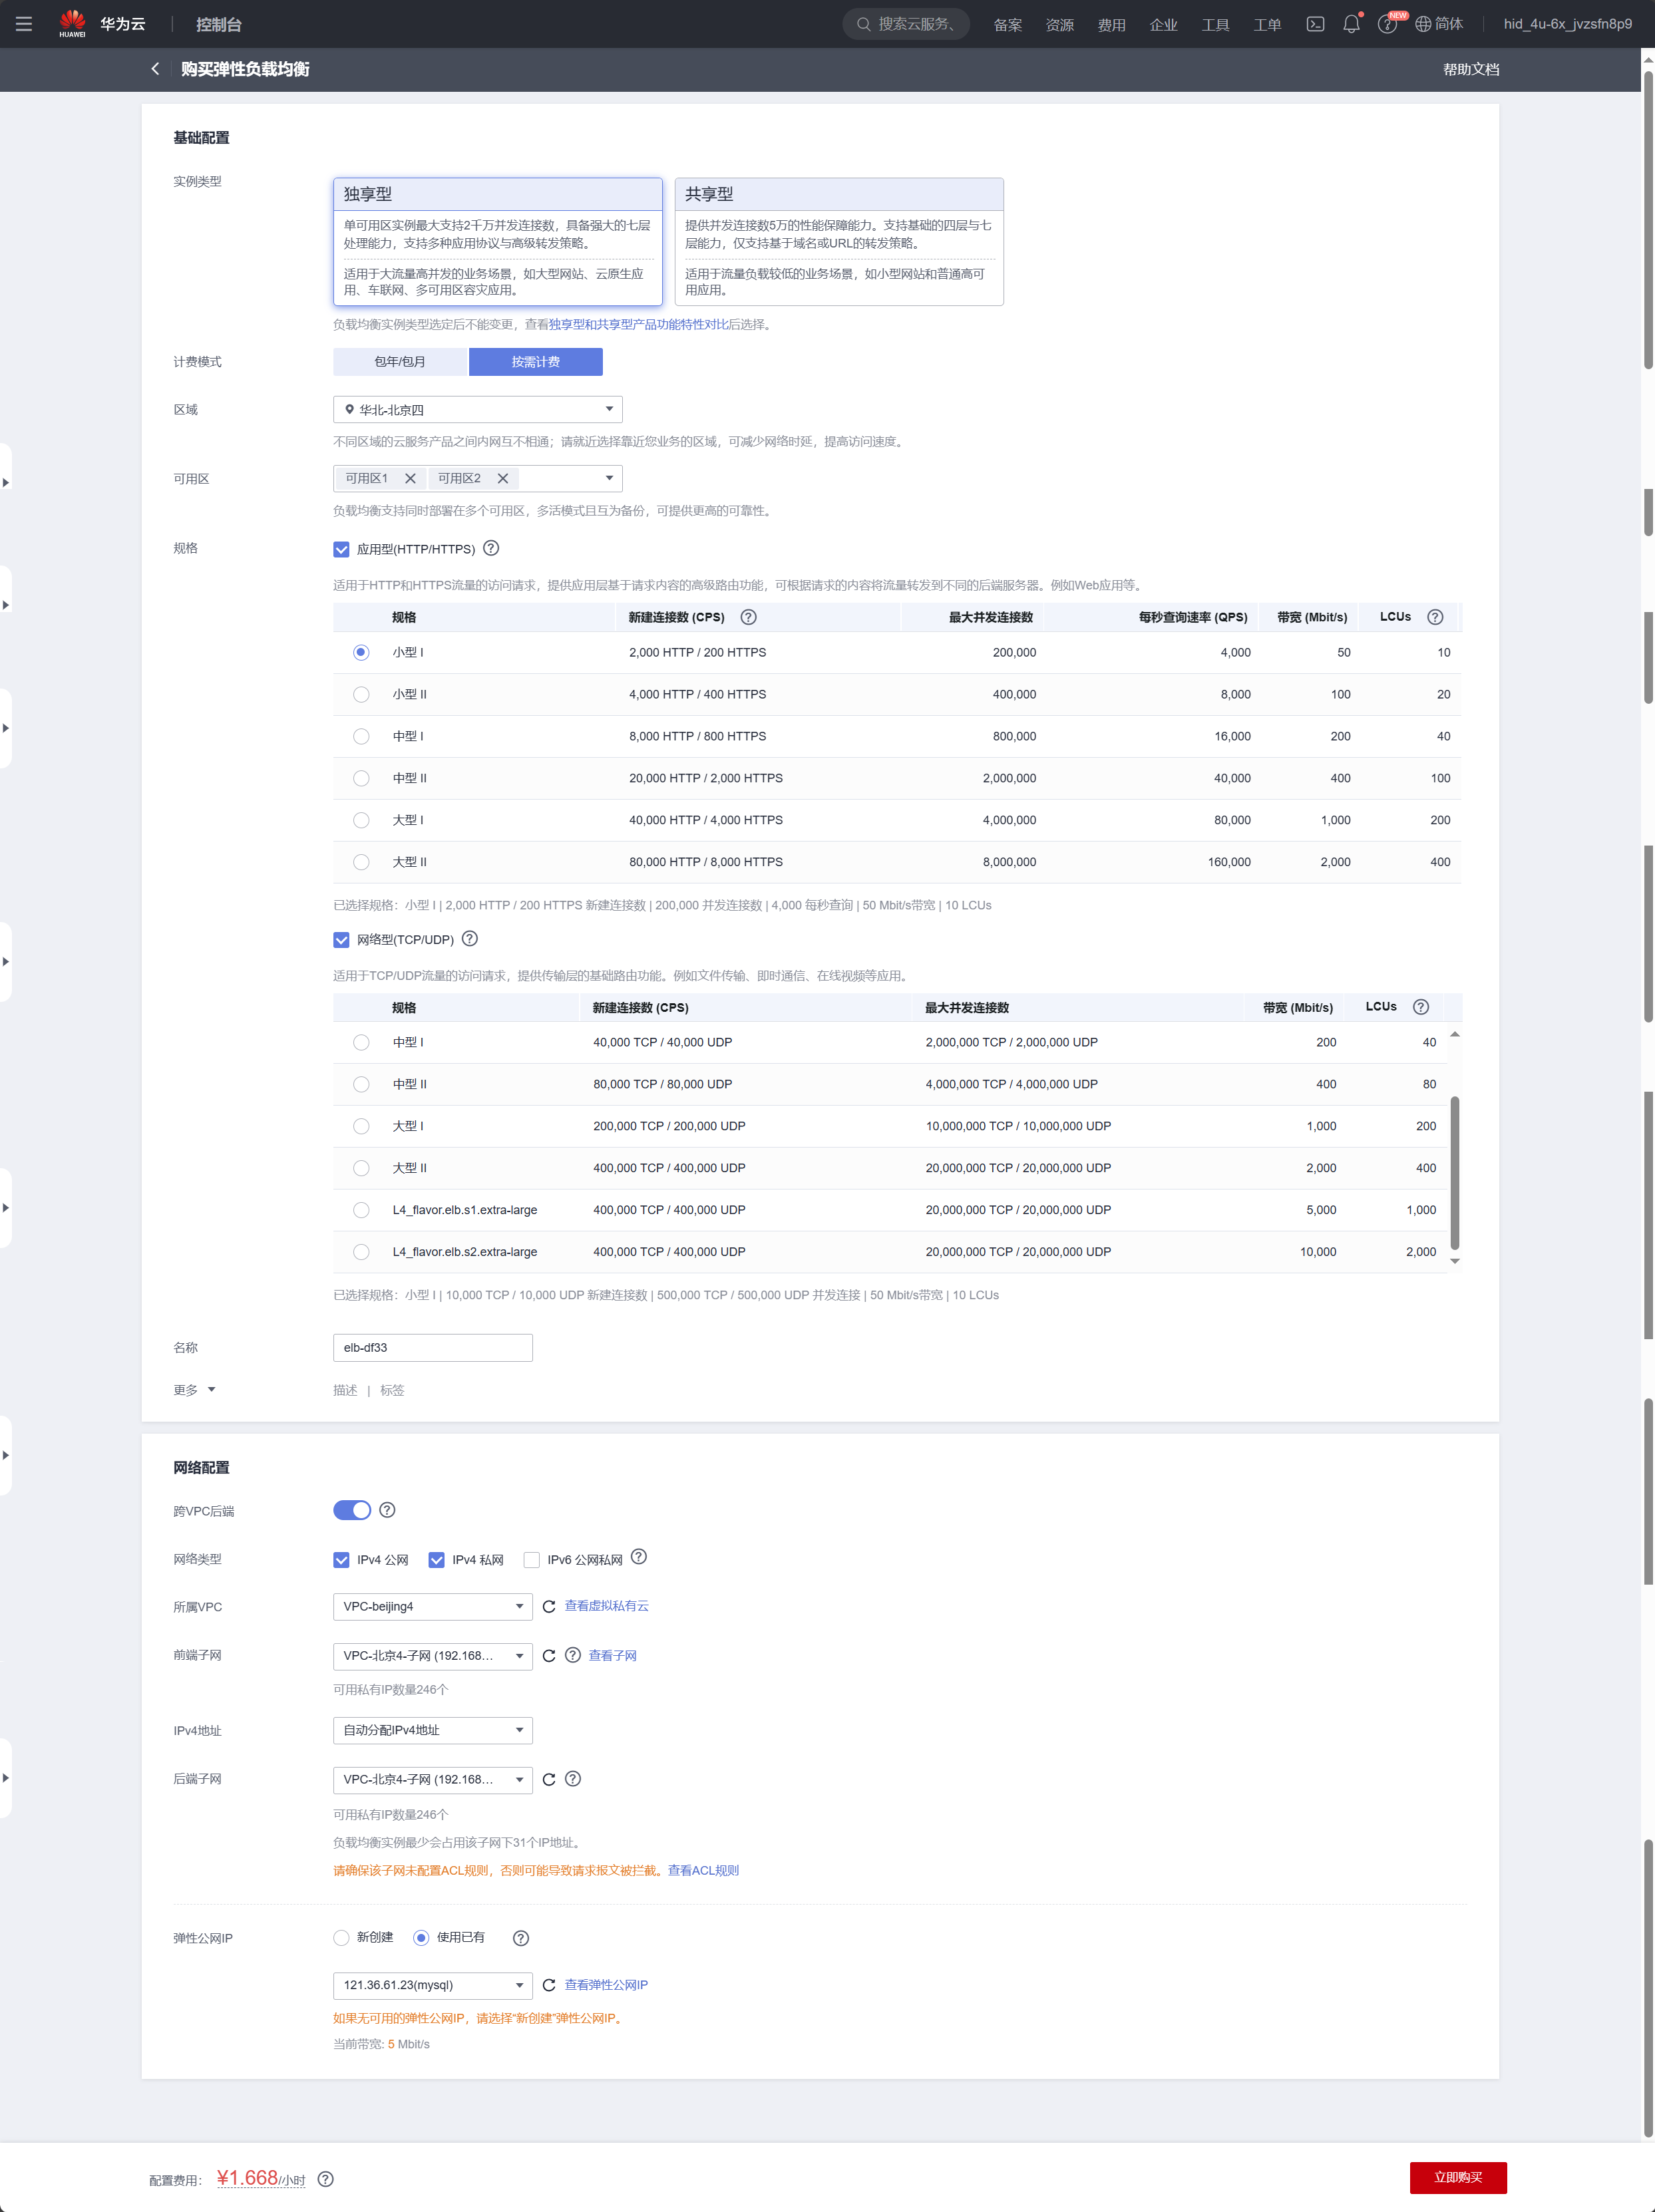 HUAWEI 华为云 控制台 搜索云服务、 备案 资源 费用 企业 工具 工单 NEW 简体 hid_4u-6x_jvzsfn8p9
购买弹性负载均衡 帮助文档
基础配置
实例类型
独享型
单可用区实例最大支持2千万并发连接数，具备强大的七层
处理能力，支持多种应用协议与高级转发策略。
适用于大流量高并发的业务场景，如大型网站、云原生应
用、车联网、多可用区容灾应用。
共享型
提供并发连接数5万的性能保障能力。支持基础的四层与七
层能力，仅支持基于域名或URL的转发策略。
适用于流量负载较低的业务场景，如小型网站和普通高可
用应用。
负载均衡实例类型选定后不能变更，查看独享型和共享型产品功能特性对比后选择。
计费模式 包年/包月 按需计费
区域 华北-北京四
不同区域的云服务产品之间内网互不相通；请就近选择靠近您业务的区域，可减少网络时延，提高访问速度。
可用区 可用区1 可用区2
负载均衡支持同时部署在多个可用区，多活模式且互为备份，可提供更高的可靠性。
规格 应用型(HTTP/HTTPS)
适用于HTTP和HTTPS流量的访问请求，提供应用层基于请求内容的高级路由功能，可根据请求的内容将流量转发到不同的后端服务器。例如Web应用等。
规格 新建连接数 (CPS) 最大并发连接数 每秒查询速率 (QPS) 带宽 (Mbit/s) LCUs
小型 I 2,000 HTTP / 200 HTTPS 200,000 4,000 50 10
小型 II 4,000 HTTP / 400 HTTPS 400,000 8,000 100 20
中型 I 8,000 HTTP / 800 HTTPS 800,000 16,000 200 40
中型 II 20,000 HTTP / 2,000 HTTPS 2,000,000 40,000 400 100
大型 I 40,000 HTTP / 4,000 HTTPS 4,000,000 80,000 1,000 200
大型 II 80,000 HTTP / 8,000 HTTPS 8,000,000 160,000 2,000 400
已选择规格：小型 I | 2,000 HTTP / 200 HTTPS 新建连接数 | 200,000 并发连接数 | 4,000 每秒查询 | 50 Mbit/s带宽 | 10 LCUs
网络型(TCP/UDP)
适用于TCP/UDP流量的访问请求，提供传输层的基础路由功能。例如文件传输、即时通信、在线视频等应用。
规格 新建连接数 (CPS) 最大并发连接数 带宽 (Mbit/s) LCUs
中型 I 40,000 TCP / 40,000 UDP 2,000,000 TCP / 2,000,000 UDP 200 40
中型 II 80,000 TCP / 80,000 UDP 4,000,000 TCP / 4,000,000 UDP 400 80
大型 I 200,000 TCP / 200,000 UDP 10,000,000 TCP / 10,000,000 UDP 1,000 200
大型 II 400,000 TCP / 400,000 UDP 20,000,000 TCP / 20,000,000 UDP 2,000 400
L4_flavor.elb.s1.extra-large 400,000 TCP / 400,000 UDP 20,000,000 TCP / 20,000,000 UDP 5,000 1,000
L4_flavor.elb.s2.extra-large 400,000 TCP / 400,000 UDP 20,000,000 TCP / 20,000,000 UDP 10,000 2,000
已选择规格：小型 I | 10,000 TCP / 10,000 UDP 新建连接数 | 500,000 TCP / 500,000 UDP 并发连接 | 50 Mbit/s带宽 | 10 LCUs
名称 elb-df33
更多 描述 | 标签
网络配置
跨VPC后端
网络类型 IPv4 公网 IPv4 私网 IPv6 公网私网
所属VPC VPC-beijing4 查看虚拟私有云
前端子网 VPC-北京4-子网 (192.168... 查看子网
可用私有IP数量246个
IPv4地址 自动分配IPv4地址
后端子网 VPC-北京4-子网 (192.168...
可用私有IP数量246个
负载均衡实例最少会占用该子网下31个IP地址。
请确保该子网未配置ACL规则，否则可能导致请求报文被拦截。查看ACL规则
弹性公网IP 新创建 使用已有
121.36.61.23(mysql) 查看弹性公网IP
如果无可用的弹性公网IP，请选择“新创建”弹性公网IP。
当前带宽: 5 Mbit/s
配置费用： ¥1.668/小时 立即购买